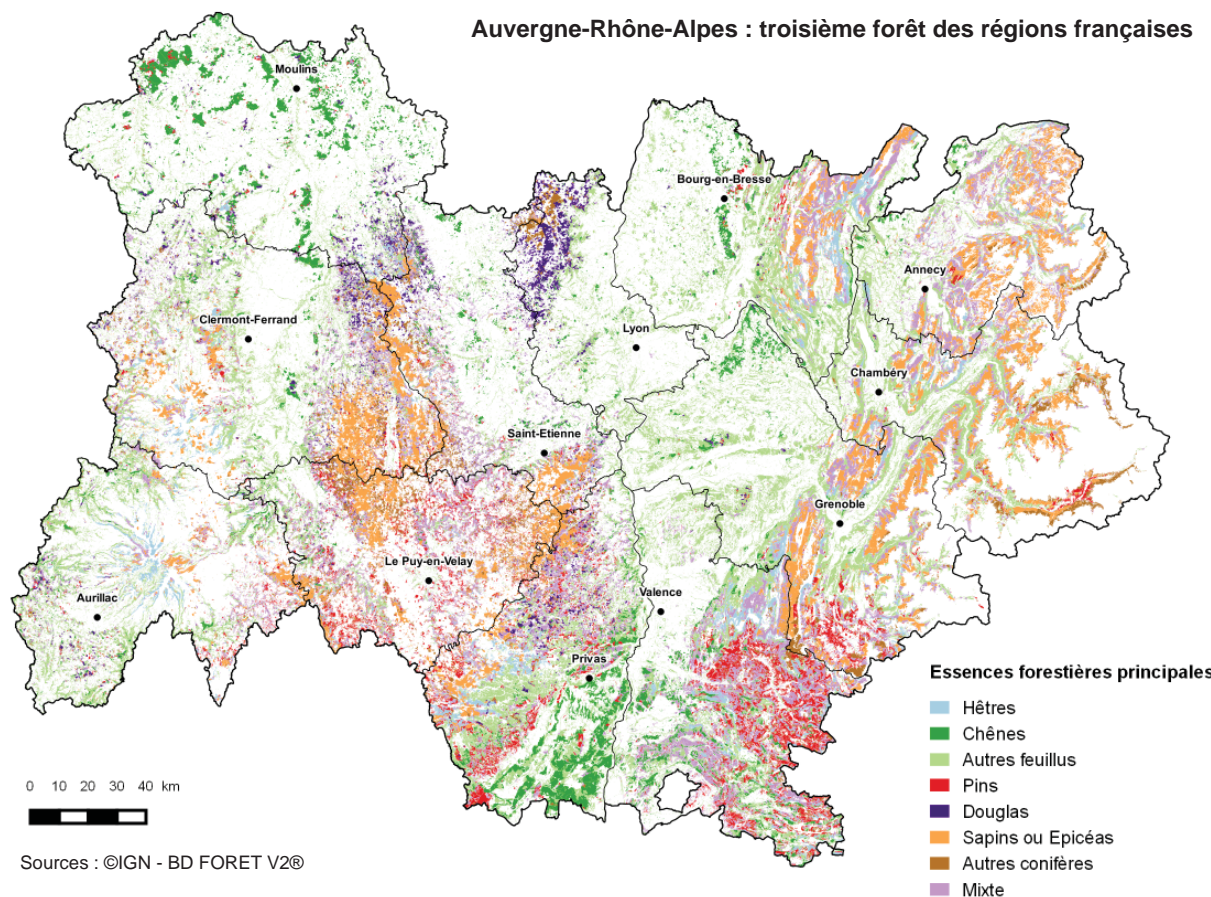 Auvergne-Rhône-Alpes : troisième forêt des régions françaises
Moulins
Bourg-en-Bresse
Annecy
Clermont-Ferrand
Lyon
Chambéry
Saint-Etienne
Grenoble
Le Puy-en-Velay
Aurillac
Valence
Privas
Essences forestières principales
Hêtres
Chênes
Autres feuillus
Pins
Douglas
Sapins ou Epicéas
Autres conifères
Mixte
0 10 20 30 40 km
Sources : ©IGN - BD FORET V2®